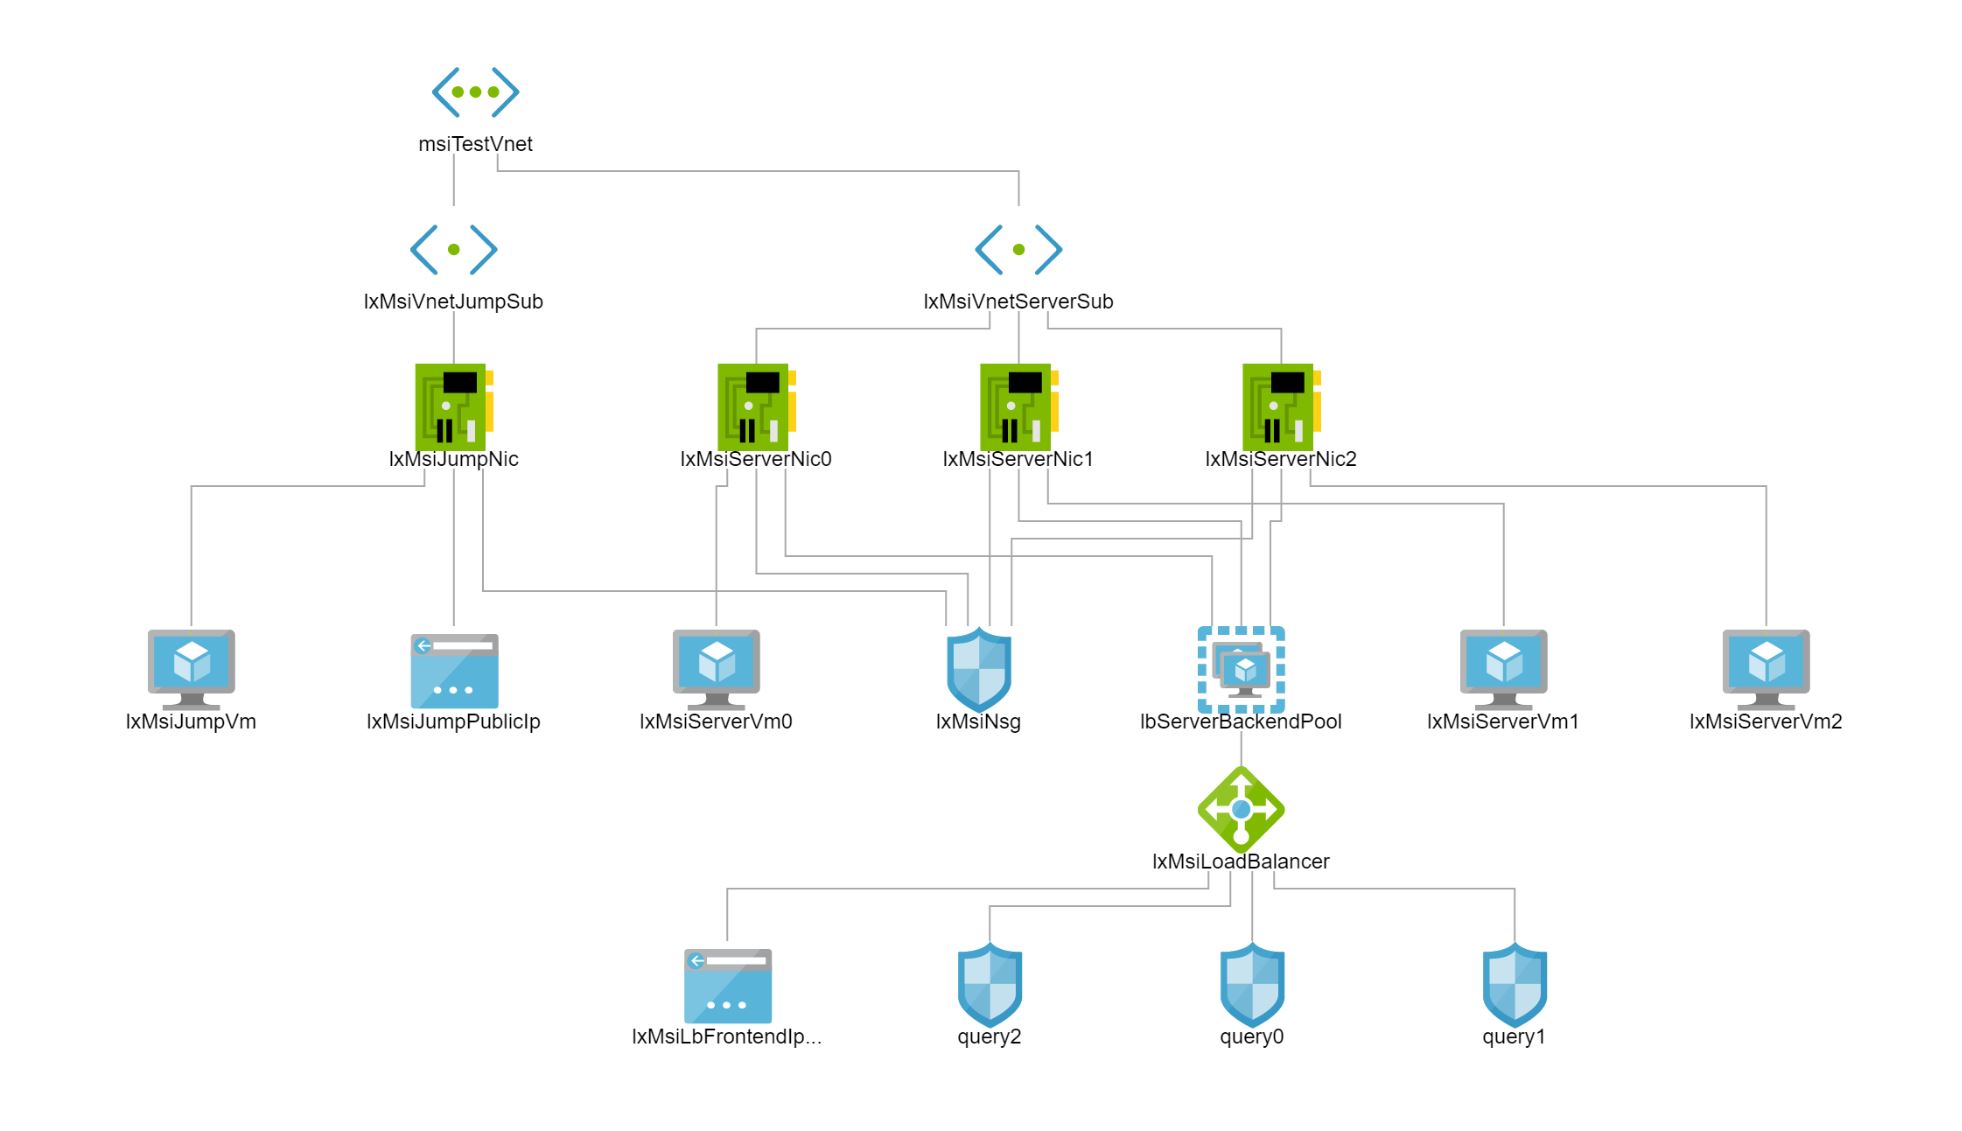 msiTestVnet
lxMsiVnetJumpSub
lxMsiVnetServerSub
lxMsiJumpNic
lxMsiServerNic0
lxMsiServerNic1
lxMsiServerNic2
lxMsiJumpVm
lxMsiJumpPublicIp
lxMsiServerVm0
lxMsiNsg
lbServerBackendPool
lxMsiServerVm1
lxMsiServerVm2
lxMsiLoadBalancer
lxMsiLbFrontendIp...
query2
query0
query1